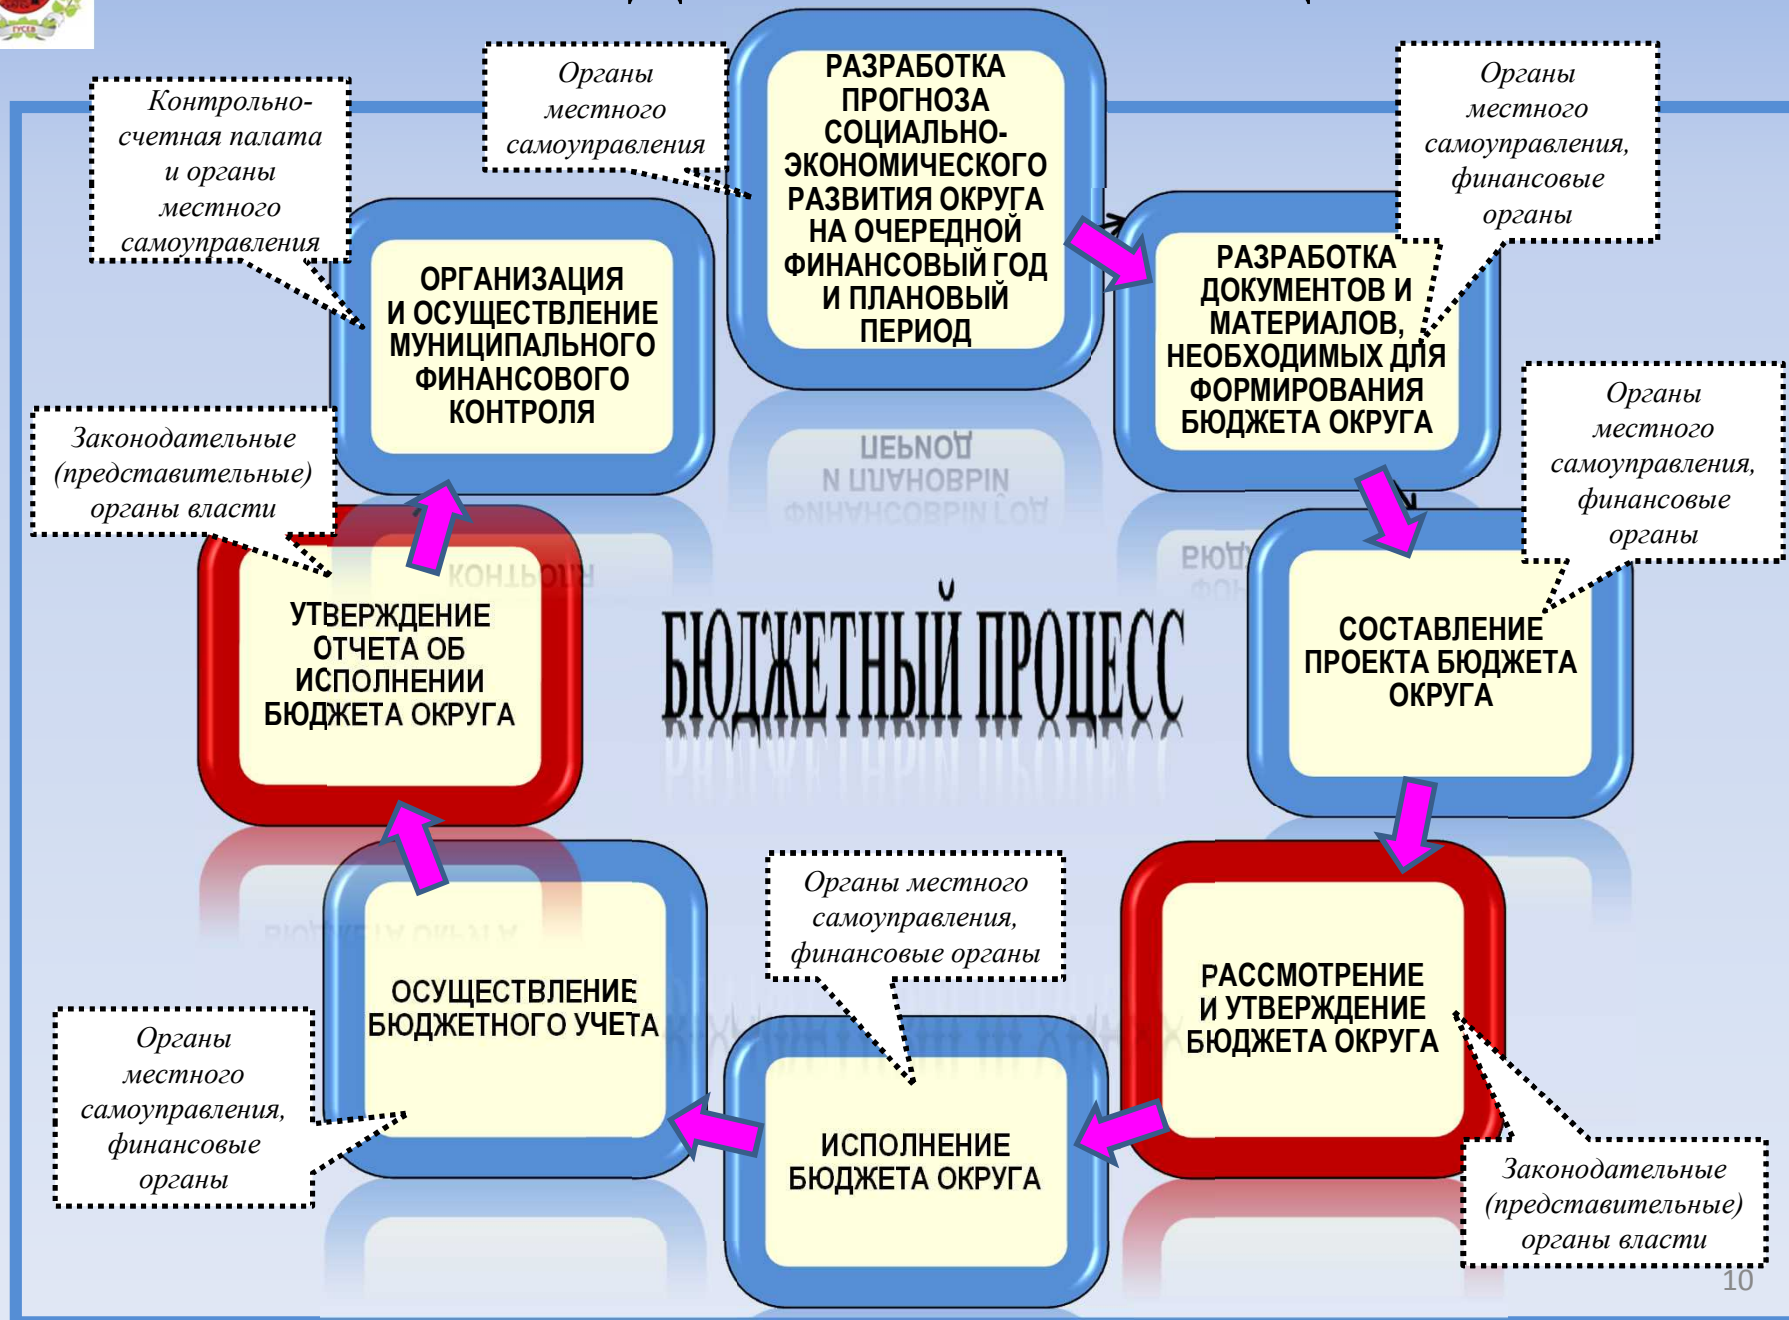 ГУСЕВ
Контрольно-
счетная палата
и органы
местного
самоуправления
Органы
местного
самоуправления
РАЗРАБОТКА
ПРОГНОЗА
СОЦИАЛЬНО-
ЭКОНОМИЧЕСКОГО
РАЗВИТИЯ ОКРУГА
НА ОЧЕРЕДНОЙ
ФИНАНСОВЫЙ ГОД
И ПЛАНОВЫЙ
ПЕРИОД
Органы
местного
самоуправления,
финансовые
органы
ОРГАНИЗАЦИЯ
И ОСУЩЕСТВЛЕНИЕ
МУНИЦИПАЛЬНОГО
ФИНАНСОВОГО
КОНТРОЛЯ
РАЗРАБОТКА
ДОКУМЕНТОВ И
МАТЕРИАЛОВ,
НЕОБХОДИМЫХ ДЛЯ
ФОРМИРОВАНИЯ
БЮДЖЕТА ОКРУГА
Органы
местного
самоуправления,
финансовые
органы
Законодательные
(представительные)
органы власти
УТВЕРЖДЕНИЕ
ОТЧЕТА ОБ
ИСПОЛНЕНИИ
БЮДЖЕТА ОКРУГА
БЮДЖЕТНЫЙ ПРОЦЕСС
СОСТАВЛЕНИЕ
ПРОЕКТА БЮДЖЕТА
ОКРУГА
Органы местного
самоуправления,
финансовые органы
ОСУЩЕСТВЛЕНИЕ
БЮДЖЕТНОГО УЧЕТА
РАССМОТРЕНИЕ
И УТВЕРЖДЕНИЕ
БЮДЖЕТА ОКРУГА
Органы
местного
самоуправления,
финансовые
органы
ИСПОЛНЕНИЕ
БЮДЖЕТА ОКРУГА
Законодательные
(представительные)
органы власти
10